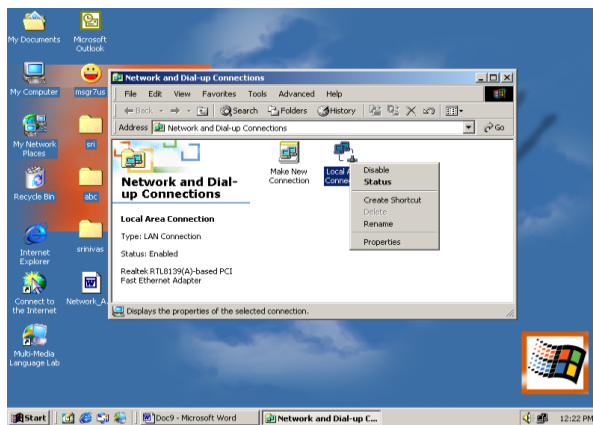 My Documents
Microsoft
Outlook
My Computer
msgr7us
My Network
Places
sri
Recycle Bin
abc
Internet
Explorer
srinivas
Connect to
the Internet
Network_A
Multi-Media
Language Lab
Network and Dial-up Connections
File Edit View Favorites Tools Advanced Help
Back Search Folders History
Address Network and Dial-up Connections Go
Network and Dial-
up Connections
Local Area Connection
Type: LAN Connection
Status: Enabled
Realtek RTL8139(A)-based PCI
Fast Ethernet Adapter
Make New
Connection
Local A
Conne
Disable
Status
Create Shortcut
Delete
Rename
Properties
Displays the properties of the selected connection.
Start Doc9 - Microsoft Word Network and Dial-up C... 12:22 PM